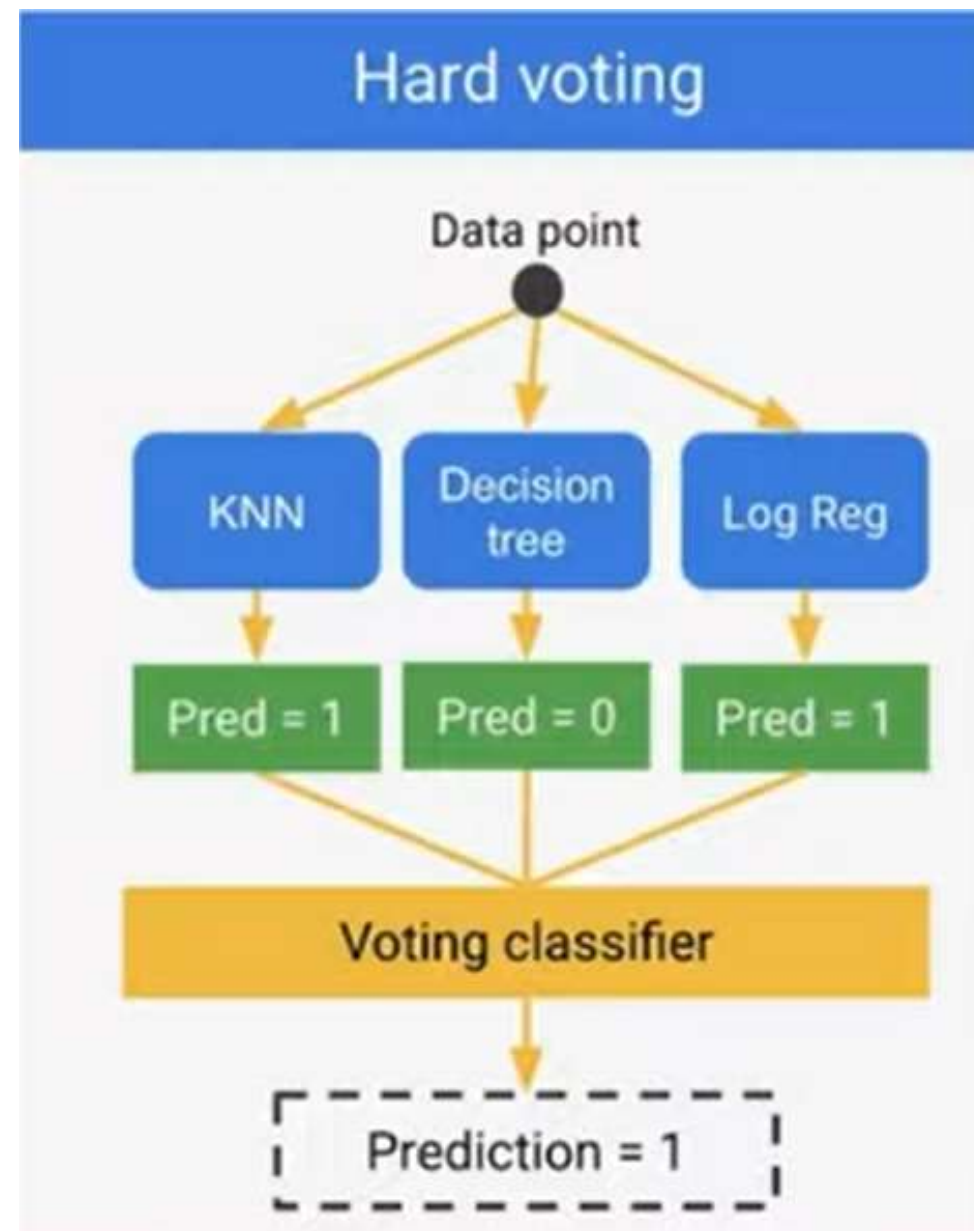 Hard voting
Data point
KNN
Decision
tree
Log Reg
Pred = 1
Pred = 0
Pred = 1
Voting classifier
Prediction = 1